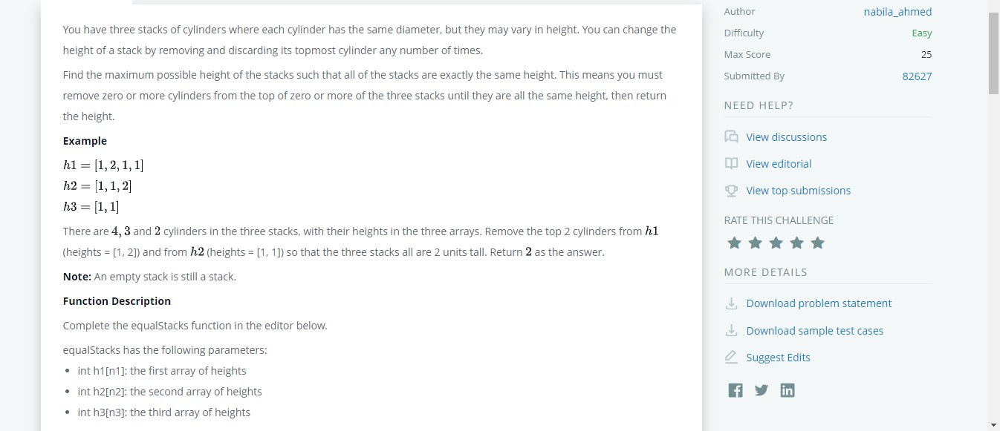 You have three stacks of cylinders where each cylinder has the same diameter, but they may vary in height. You can change the
height of a stack by removing and discarding its topmost cylinder any number of times.
Find the maximum possible height of the stacks such that all of the stacks are exactly the same height. This means you must
remove zero or more cylinders from the top of zero or more of the three stacks until they are all the same height, then return
the height.
Example
h1 = [1, 2, 1, 1]
h2 = [1, 1, 2]
h3 = [1, 1]
There are 4, 3 and 2 cylinders in the three stacks, with their heights in the three arrays. Remove the top 2 cylinders from h1
(heights = [1, 2]) and from h2 (heights = [1, 1]) so that the three stacks all are 2 units tall. Return 2 as the answer.
Note: An empty stack is still a stack.
Function Description
Complete the equalStacks function in the editor below.
equalStacks has the following parameters:
• int h1[n1]: the first array of heights
• int h2[n2]: the second array of heights
• int h3[n3]: the third array of heights
Author nabila_ahmed
Difficulty Easy
Max Score 25
Submitted By 82627
NEED HELP?
View discussions
View editorial
View top submissions
RATE THIS CHALLENGE
MORE DETAILS
Download problem statement
Download sample test cases
Suggest Edits